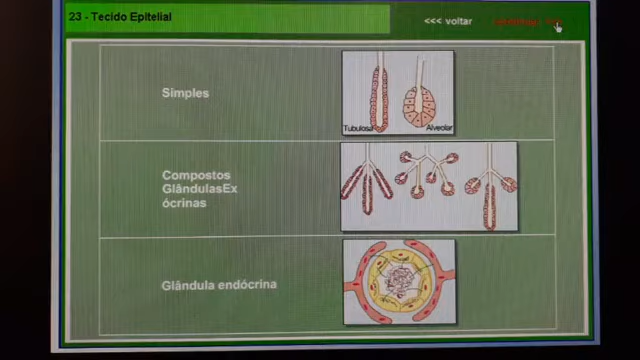 23 - Tecido Epitelial
<<< voltar
Simples
Tubulosa
Alveolar
Compostos
GlândulasEx
ócrinas
Glândula endócrina